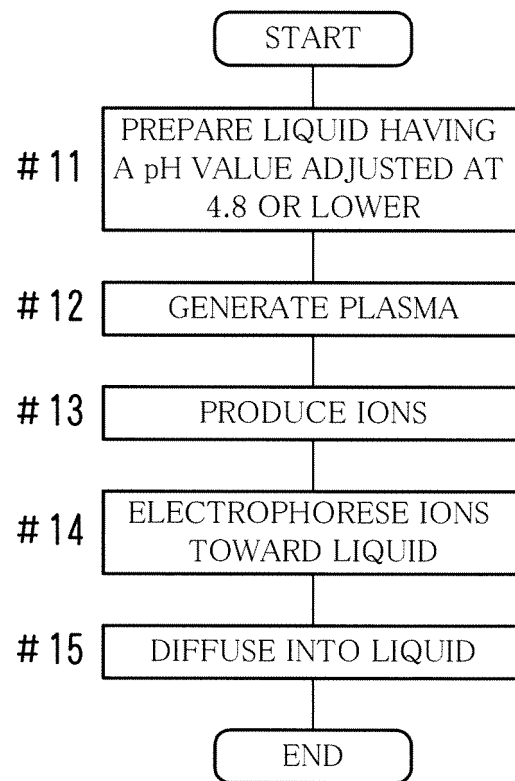 START
PREPARE LIQUID HAVING
#11 A pH VALUE ADJUSTED AT
4.8 OR LOWER
#12 GENERATE PLASMA
#13 PRODUCE IONS
ELECTROPHORESE IONS
#14 TOWARD LIQUID
#15 DIFFUSE INTO LIQUID
END